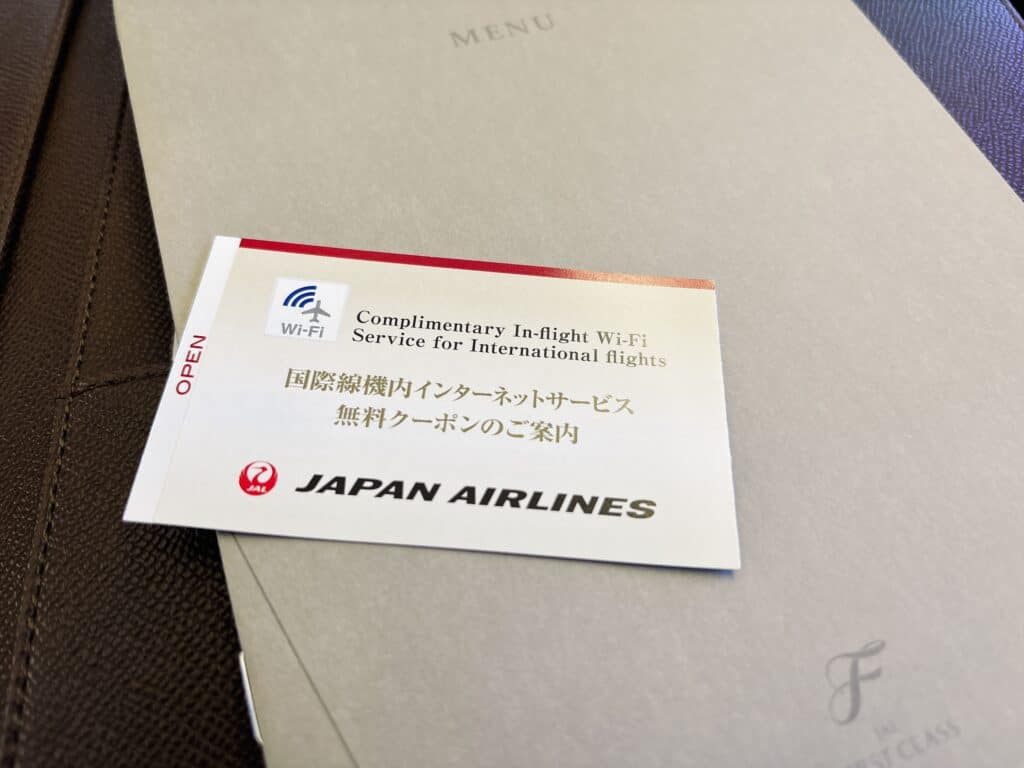 MENU
OPEN
Wi-Fi
Complimentary In-flight Wi-Fi
Service for International flights
国際線機内インターネットサービス
無料クーポンのご案内
JAL
JAPAN AIRLINES
F
JAL
FIRST CLASS